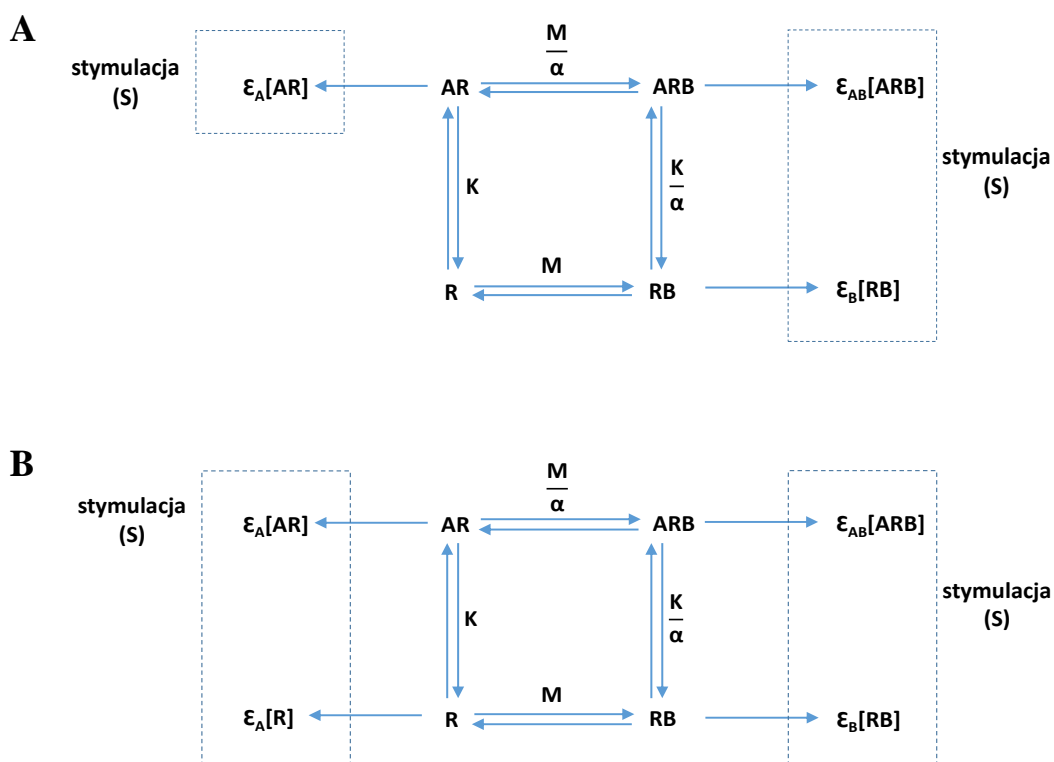 A
stymulacja
(S)
ε_A[AR]
AR
M
α
ARB
ε_AB[ARB]
stymulacja
(S)
K
K
α
R
M
RB
ε_B[RB]
B
stymulacja
(S)
ε_A[AR]
AR
M
α
ARB
ε_AB[ARB]
stymulacja
(S)
K
K
α
ε_A[R]
R
M
RB
ε_B[RB]